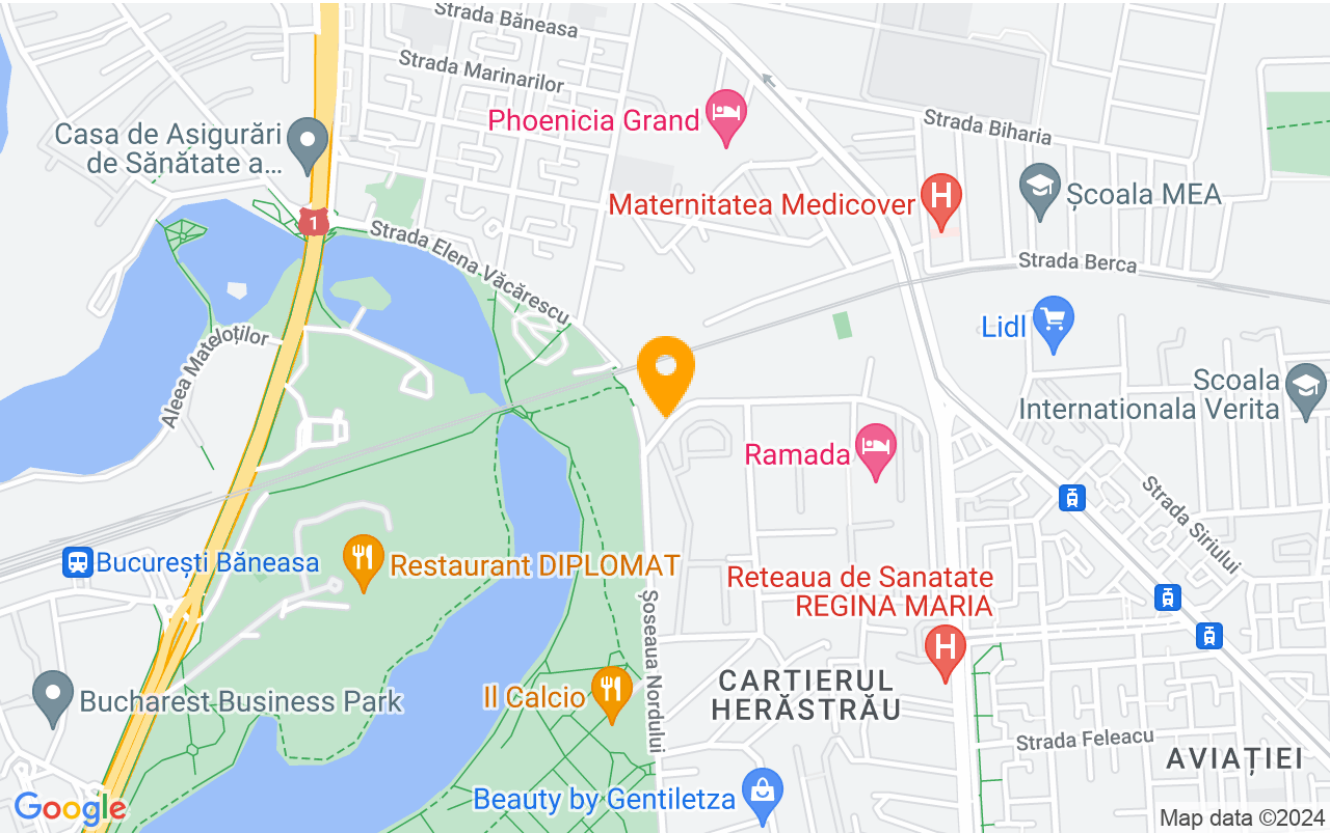 Strada Băneasa
Strada Marinarilor
Phoenicia Grand
Strada Biharia
Casa de Asigurări
de Sănătate a...
Maternitatea Medicover
H
Școala MEA
1
Strada Elena Văcărescu
Strada Berca
Lidl
Aleea Mateloților
Scoala
Internationala Verita
Ramada
Strada Siriului
București Băneasa
Restaurant DIPLOMAT
Reteaua de Sanatate
REGINA MARIA
H
Șoseaua Nordului
CARTIERUL
HERĂSTRĂU
Il Calcio
Bucharest Business Park
Strada Feleacu
AVIAȚIEI
Beauty by Gentiletza
Google
Map data ©2024